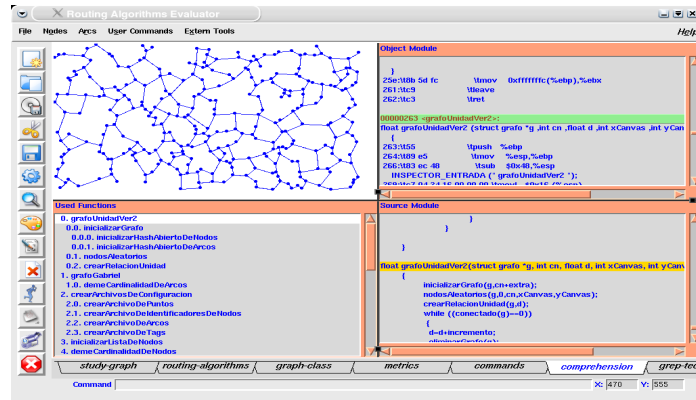 Routing Algorithms Evaluator
File Nodes Arcs User Commands Extern Tools Help
Object Module
}
25e:\t8b 5d fc \tmov 0xfffffffc(%ebp),%ebx
261:\tc9 \tleave
262:\tc3 \tret
00000263 <grafoUnidadVer2>:
float grafoUnidadVer2 (struct grafo *g ,int cn ,float d ,int xCanvas ,int yCan
{
263:\t55 \tpush %ebp
264:\t89 e5 \tmov %esp,%ebp
266:\t83 ec 48 \tsub $0x48,%esp
INSPECTOR_ENTRADA (" grafoUnidadVer2 ");
Used Functions
0. grafoUnidadVer2
0.0. inicializarGrafo
0.0.0. inicializarHashAbiertoDeNodos
0.0.1. inicializarHashAbiertoDeArcos
0.1. nodosAleatorios
0.2. crearRelacionUnidad
1. grafoGabriel
1.0. demeCardinalidadDeArcos
2. crearArchivosDeConfiguracion
2.0. crearArchivoDePuntos
2.1. crearArchivoDeIdentificadoresDeNodos
2.2. crearArchivoDeArcos
2.3. crearArchivoDeTags
3. inicializarListaDeNodos
4. demeCardinalidadDeNodos
Source Module
}
}
}
float grafoUnidadVer2(struct grafo *g, int cn, float d, int xCanvas, int yCanv
{
inicializarGrafo(g,cn+extra);
nodosAleatorios(g,0,cn,xCanvas,yCanvas);
crearRelacionUnidad(g,d);
while ((conectado(g)==0))
{
d=d+incremento;
eliminarGrafo(g);
study-graph routing-algorithms graph-class metrics commands comprehension grep-tec
Command X: 470 Y: 555